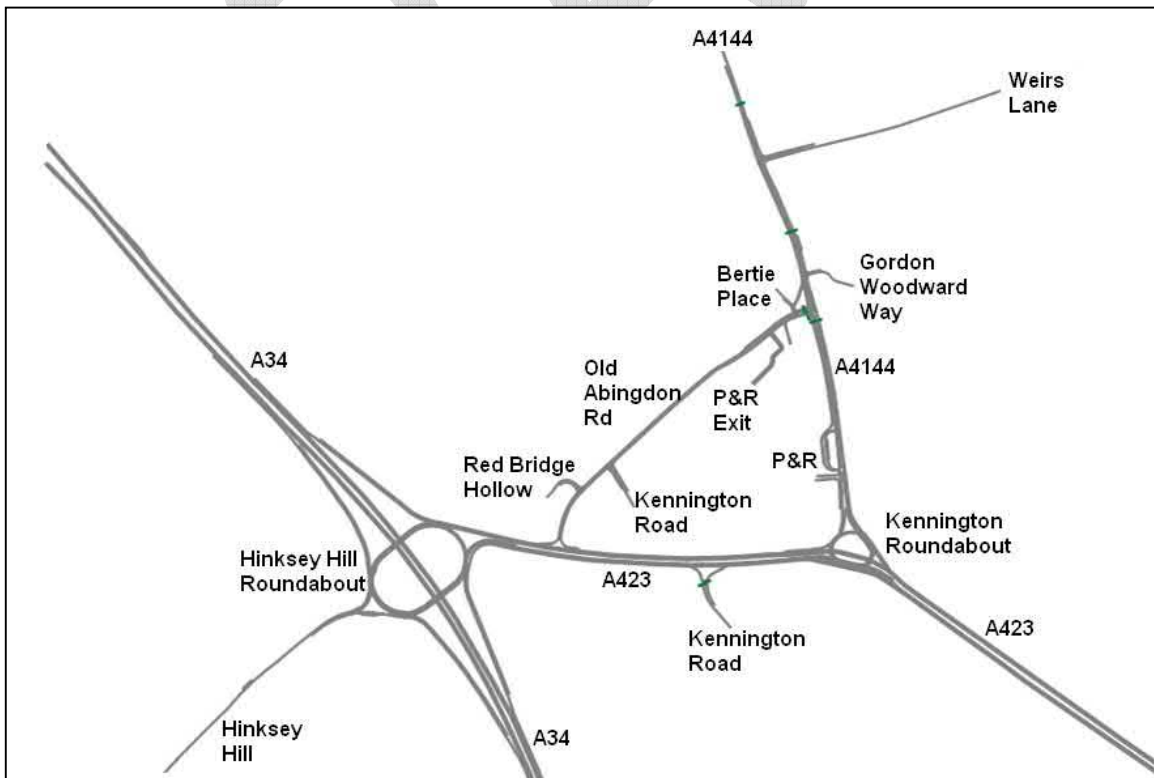 A4144
Weirs
Lane
Bertie
Place
Gordon
Woodward
Way
A34
Old
Abingdon
Rd
A4144
P&R
Exit
Red Bridge
Hollow
P&R
Kennington
Road
Kennington
Roundabout
Hinksey Hill
Roundabout
A423
Kennington
Road
A423
Hinksey
Hill
A34